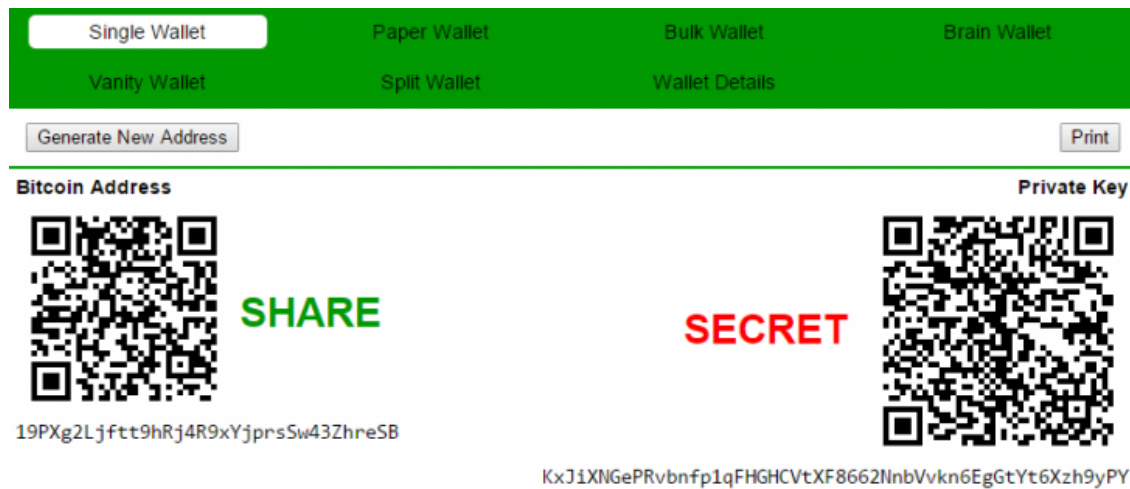 Single Wallet Paper Wallet Bulk Wallet Brain Wallet
Vanity Wallet Split Wallet Wallet Details
Generate New Address Print
Bitcoin Address Private Key
SHARE
SECRET
19PXg2Ljftt9hRj4R9xYjprsSw43ZhreSB
KxJiXNGePRvbnfp1qFHGHCVtXF8662NnbVvkn6EgGtYt6Xzh9yPY